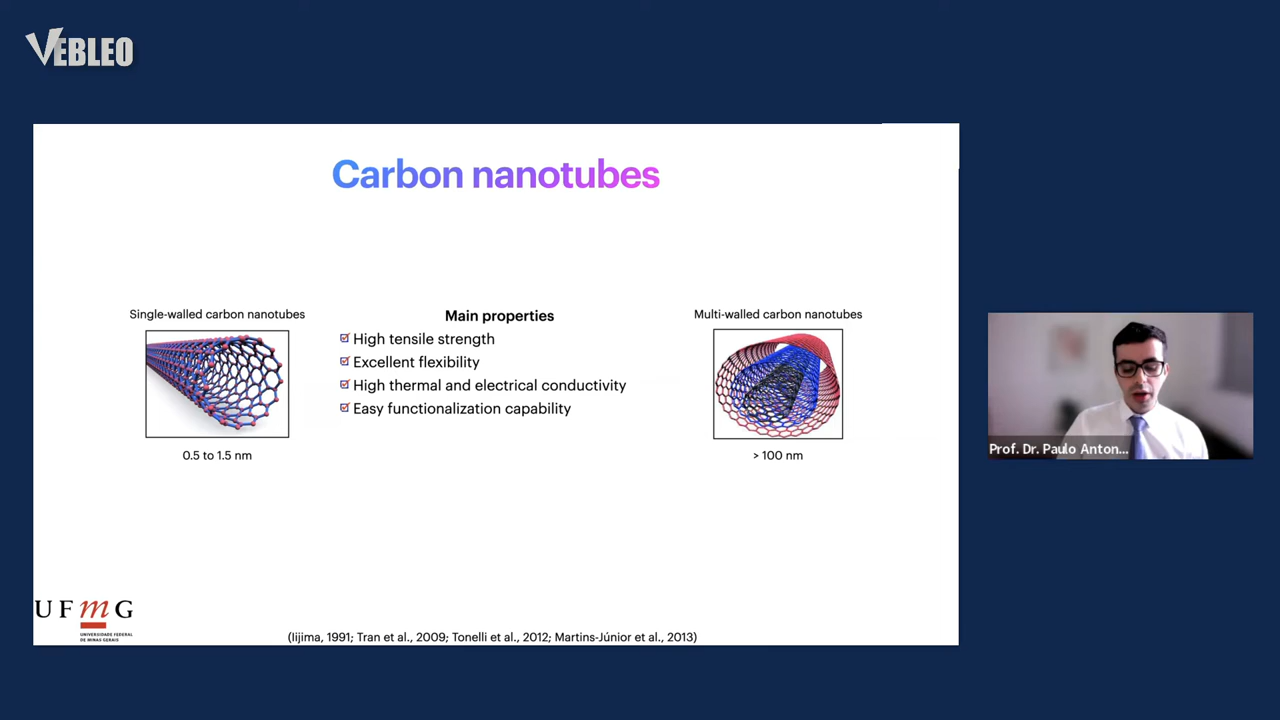 VEBLEO
Carbon nanotubes
Single-walled carbon nanotubes
0.5 to 1.5 nm
Main properties
High tensile strength
Excellent flexibility
High thermal and electrical conductivity
Easy functionalization capability
Multi-walled carbon nanotubes
> 100 nm
Prof. Dr. Paulo Anton...
UFmG
UNIVERSIDADE FEDERAL
DE MINAS GERAIS
(Iijima, 1991; Tran et al., 2009; Tonelli et al., 2012; Martins-Júnior et al., 2013)